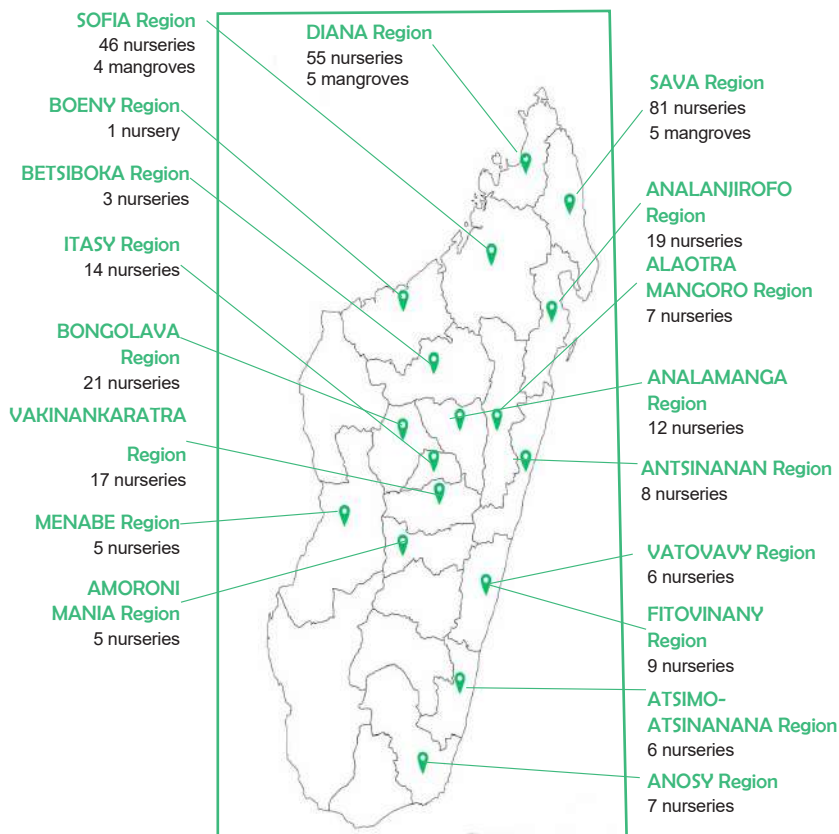 SOFIA Region
46 nurseries
4 mangroves
BOENY Region
1 nursery
BETSIBOKA Region
3 nurseries
ITASY Region
14 nurseries
BONGOLAVA
Region
21 nurseries
VAKINANKARATRA
Region
17 nurseries
MENABE Region
5 nurseries
AMORONI
MANIA Region
5 nurseries
DIANA Region
55 nurseries
5 mangroves
SAVA Region
81 nurseries
5 mangroves
ANALANJIROFO
Region
19 nurseries
ALAOTRA
MANGORO Region
7 nurseries
ANALAMANGA
Region
12 nurseries
ANTSINANAN Region
8 nurseries
VATOVAVY Region
6 nurseries
FITOVINANY
Region
9 nurseries
ATSIMO-
ATSINANANA Region
6 nurseries
ANOSY Region
7 nurseries